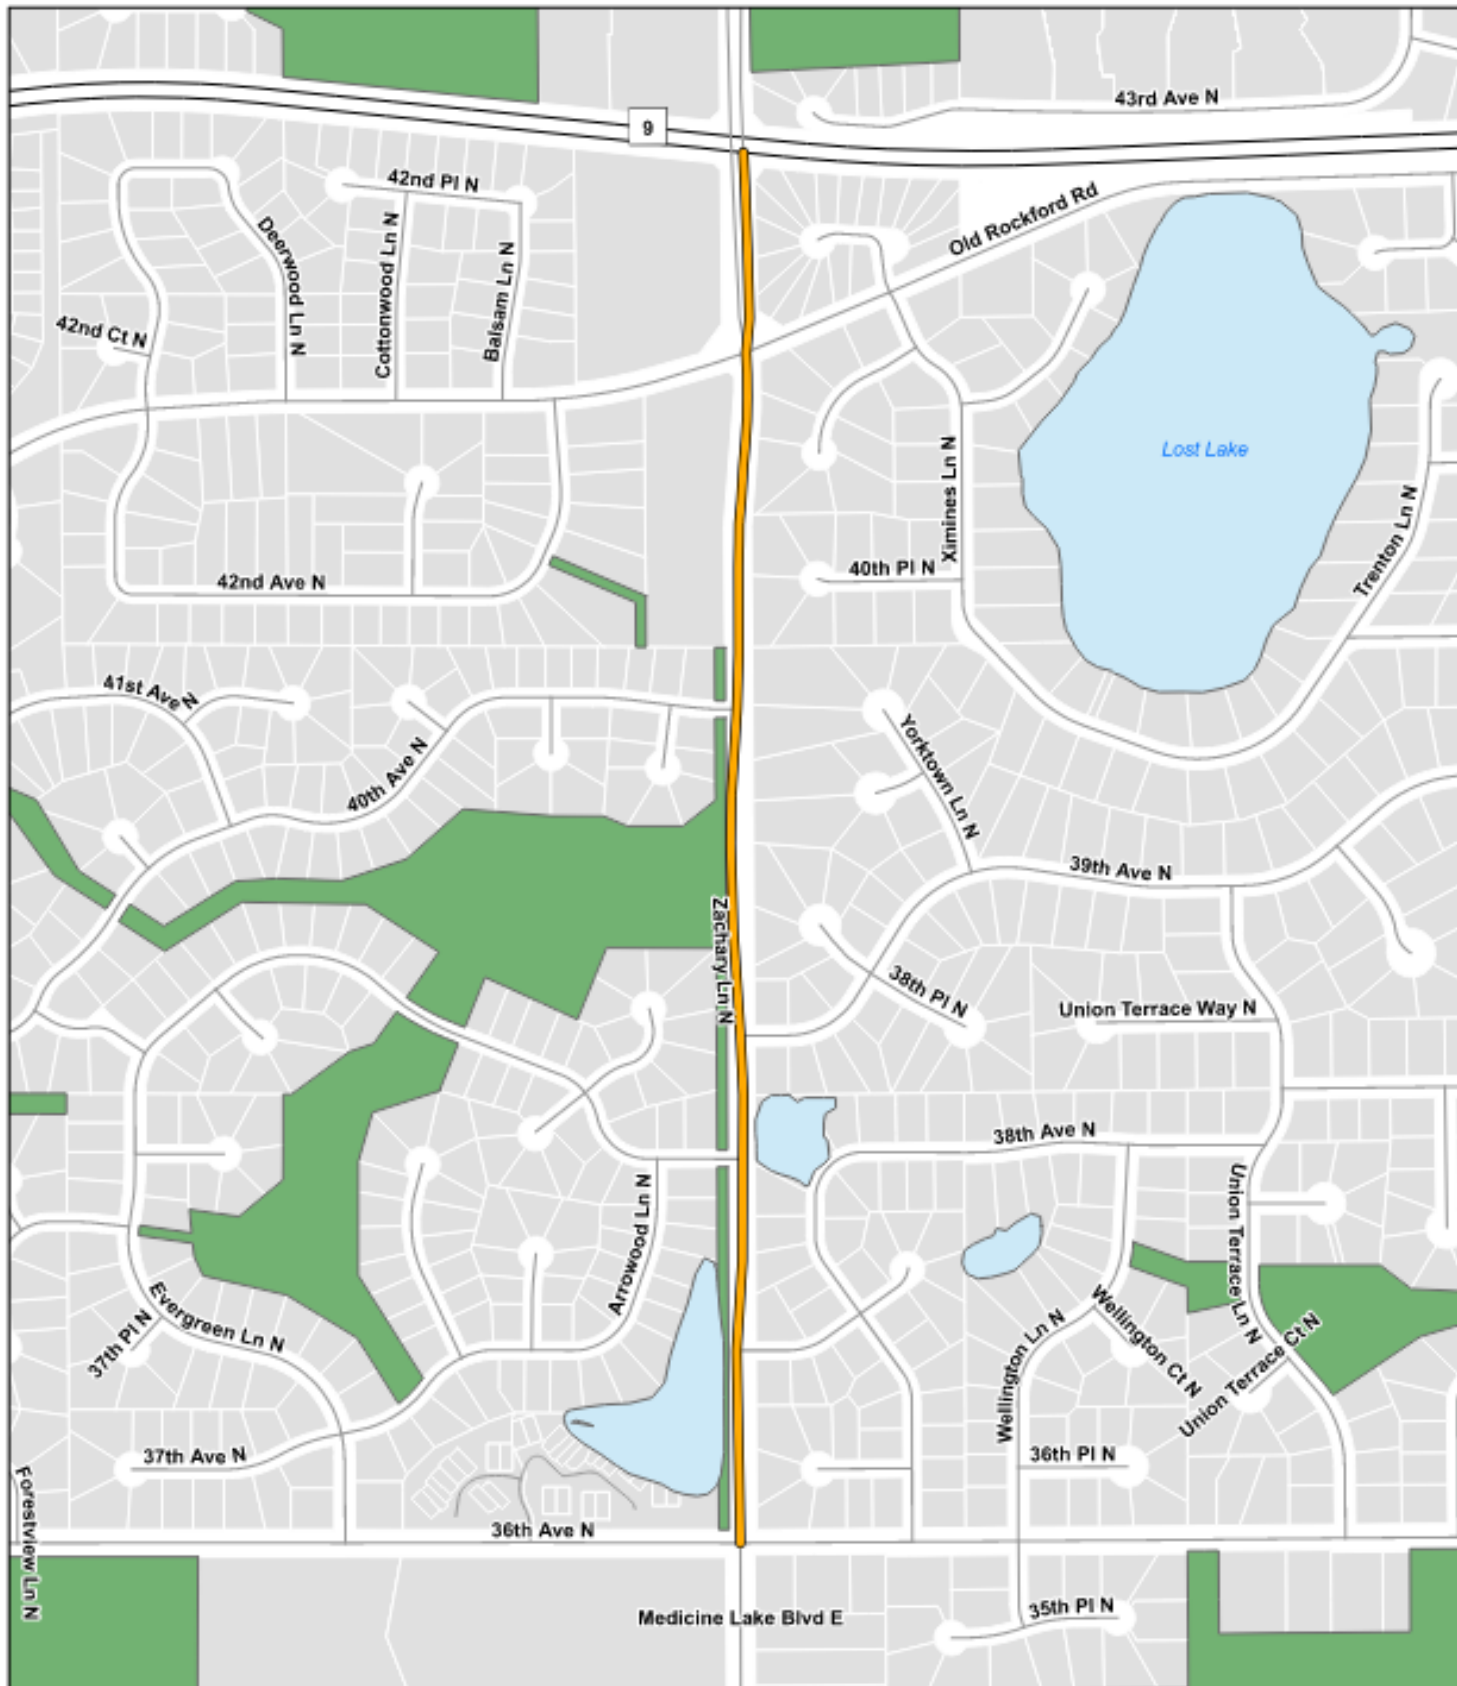 43rd Ave N
9
42nd Pl N
Old Rockford Rd
Deerwood Ln N
Cottonwood Ln N
Balsam Ln N
42nd Ct N
Lost Lake
Ximines Ln N
Trenton Ln N
40th Pl N
42nd Ave N
41st Ave N
Yorktown Ln N
40th Ave N
39th Ave N
Zachary Ln N
38th Pl N
Union Terrace Way N
38th Ave N
Arrowood Ln N
Union Terrace Ln N
Evergreen Ln N
37th Pl N
Wellington Ln N
Wellington Ct N
Union Terrace Ct N
37th Ave N
36th Pl N
Forestview Ln N
36th Ave N
Medicine Lake Blvd E
35th Pl N